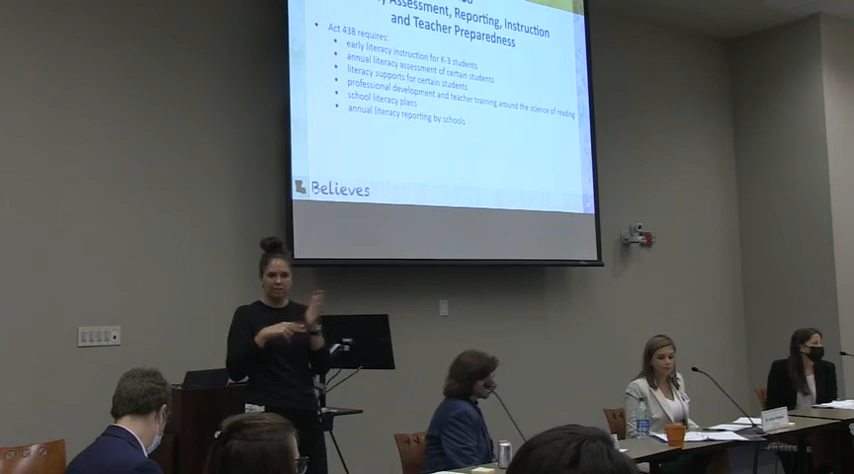 Assessment, Reporting, Instruction
and Teacher Preparedness
• Act 438 requires:
• early literacy instruction for K-3 students
• annual literacy assessment of certain students
• literacy supports for certain students
• professional development and teacher training around the science of reading
• school literacy plans
• annual literacy reporting by schools
Believes